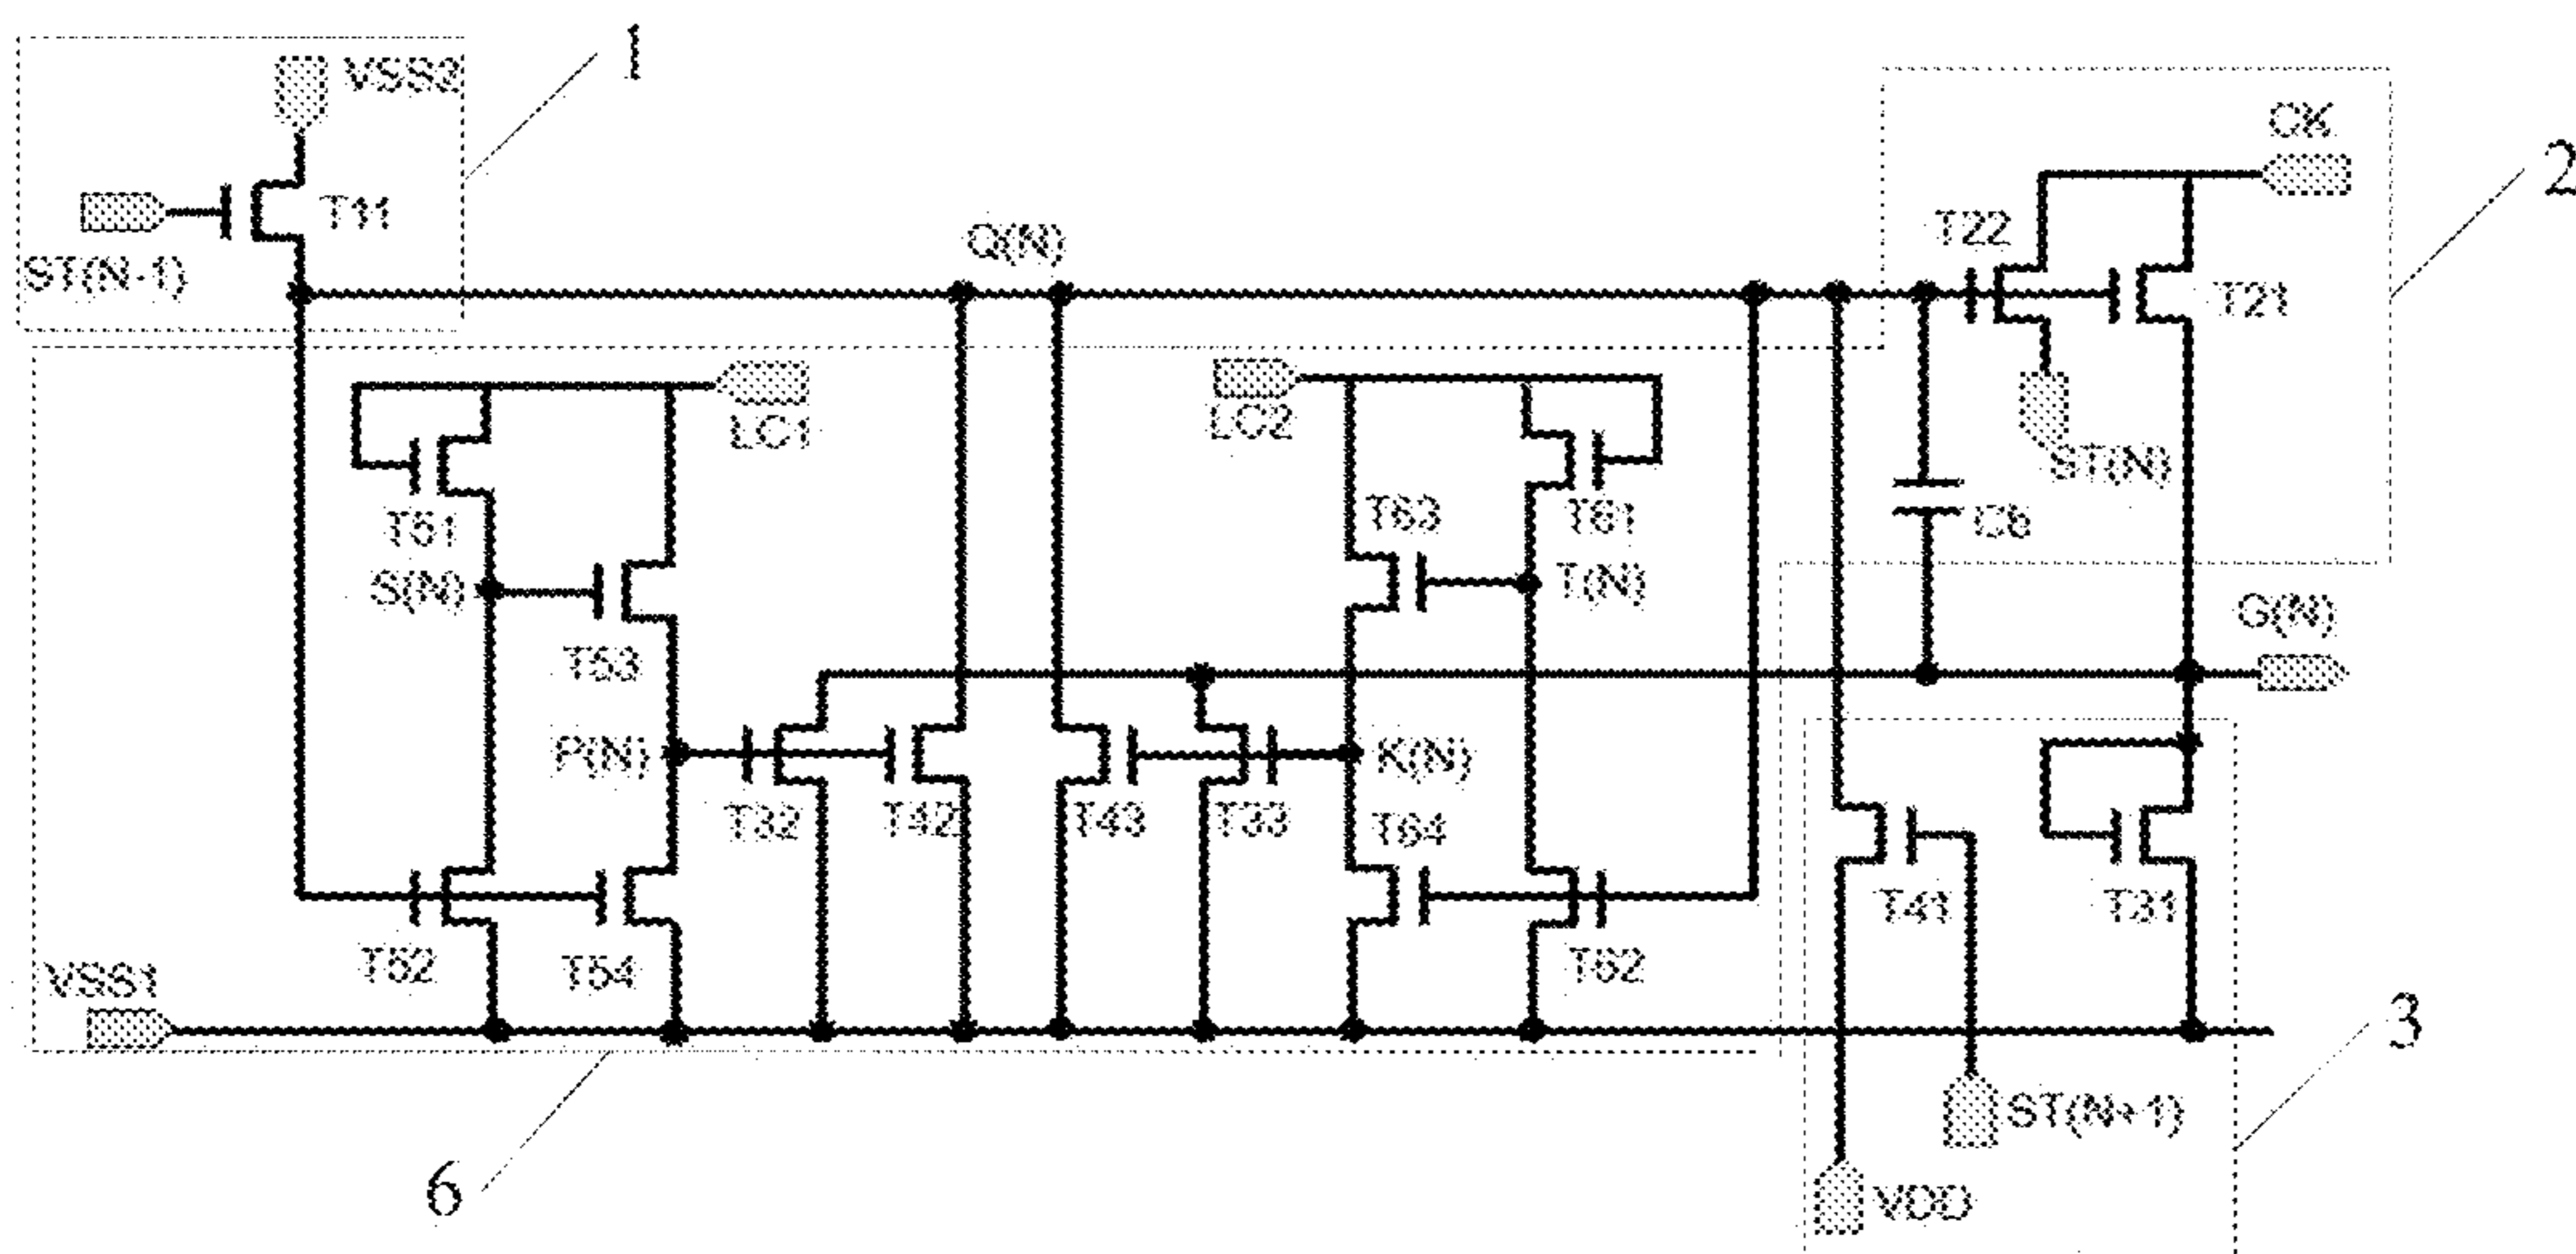 1
VSS2
T11
ST(N-1)
CK
2
T22
Q(N)
T21
LC1
LC2
ST(N)
T51
T63
T61
Cb
S(N)
T(N)
G(N)
T53
P(N)
K(N)
T32
T42
T43
T33
T64
T41
T31
T52
T54
T62
VSS1
3
ST(N+1)
6
VDD